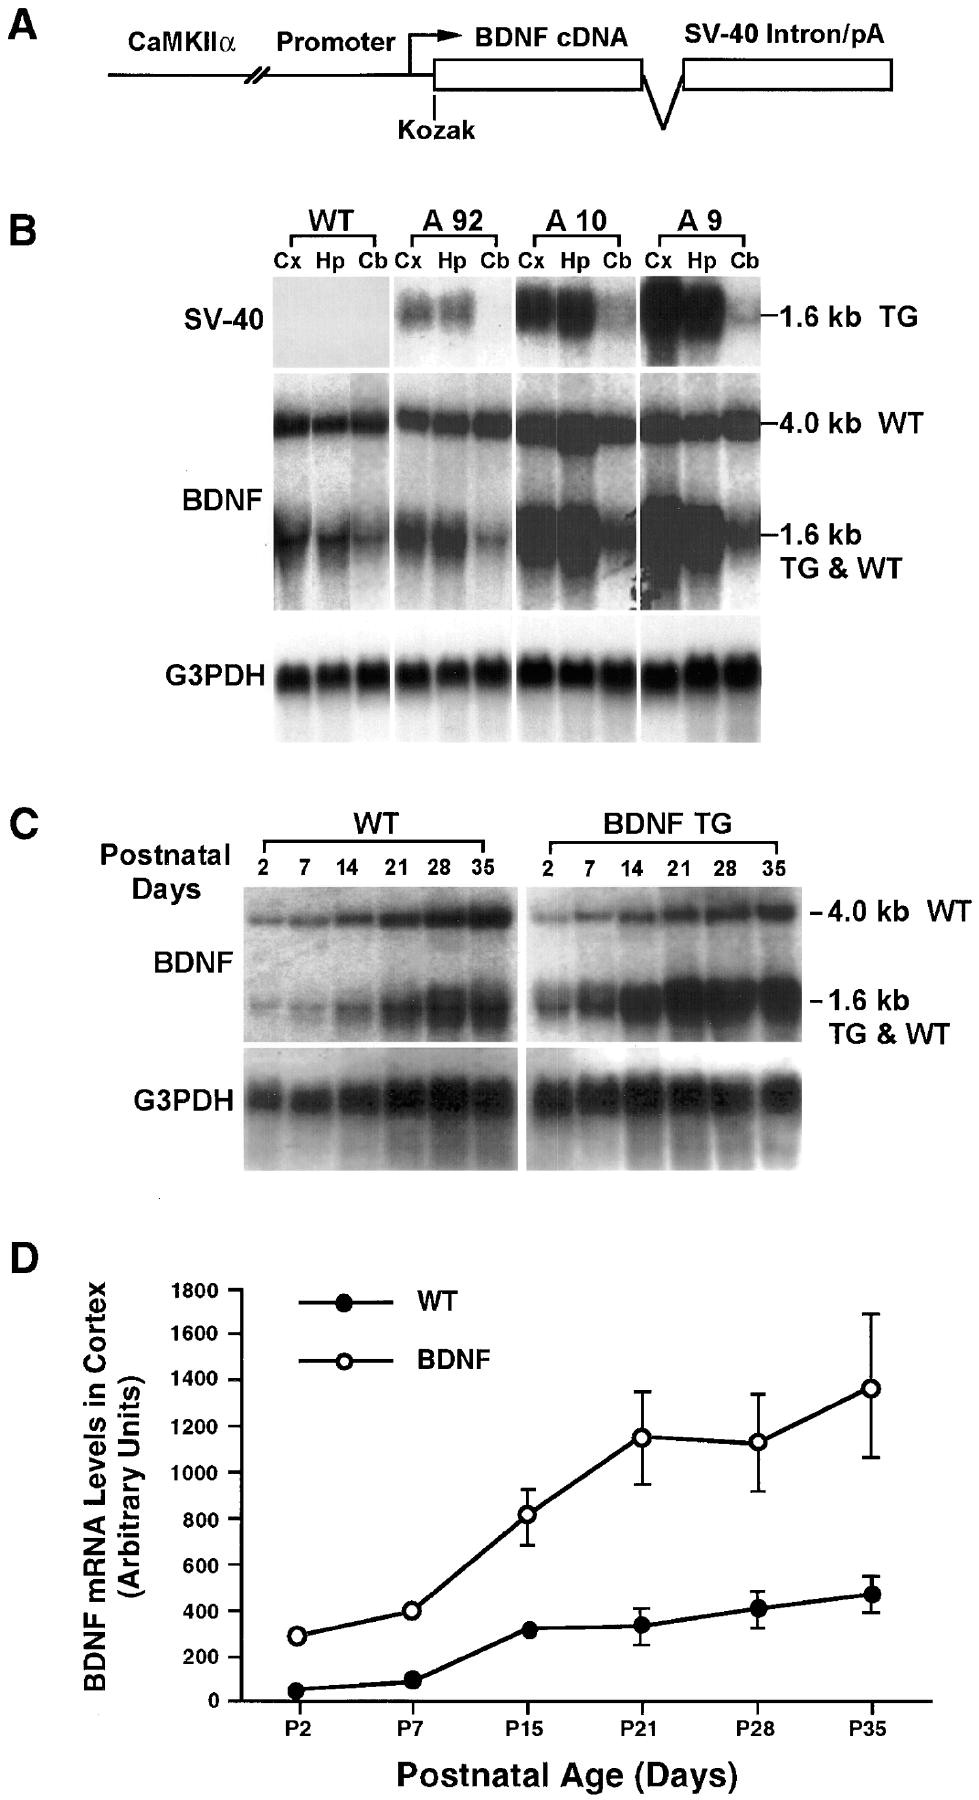 A
CaMKIIα Promoter BDNF cDNA SV-40 Intron/pA
Kozak
B
WT A 92 A 10 A 9
Cx Hp Cb Cx Hp Cb Cx Hp Cb Cx Hp Cb
SV-40
1.6 kb TG
4.0 kb WT
BDNF
1.6 kb
TG & WT
G3PDH
C
WT BDNF TG
Postnatal
Days
2 7 14 21 28 35 2 7 14 21 28 35
4.0 kb WT
BDNF
1.6 kb
TG & WT
G3PDH
D
BDNF mRNA Levels in Cortex
(Arbitrary Units)
1800
1600
1400
1200
1000
800
600
400
200
0
WT
BDNF
P2 P7 P15 P21 P28 P35
Postnatal Age (Days)